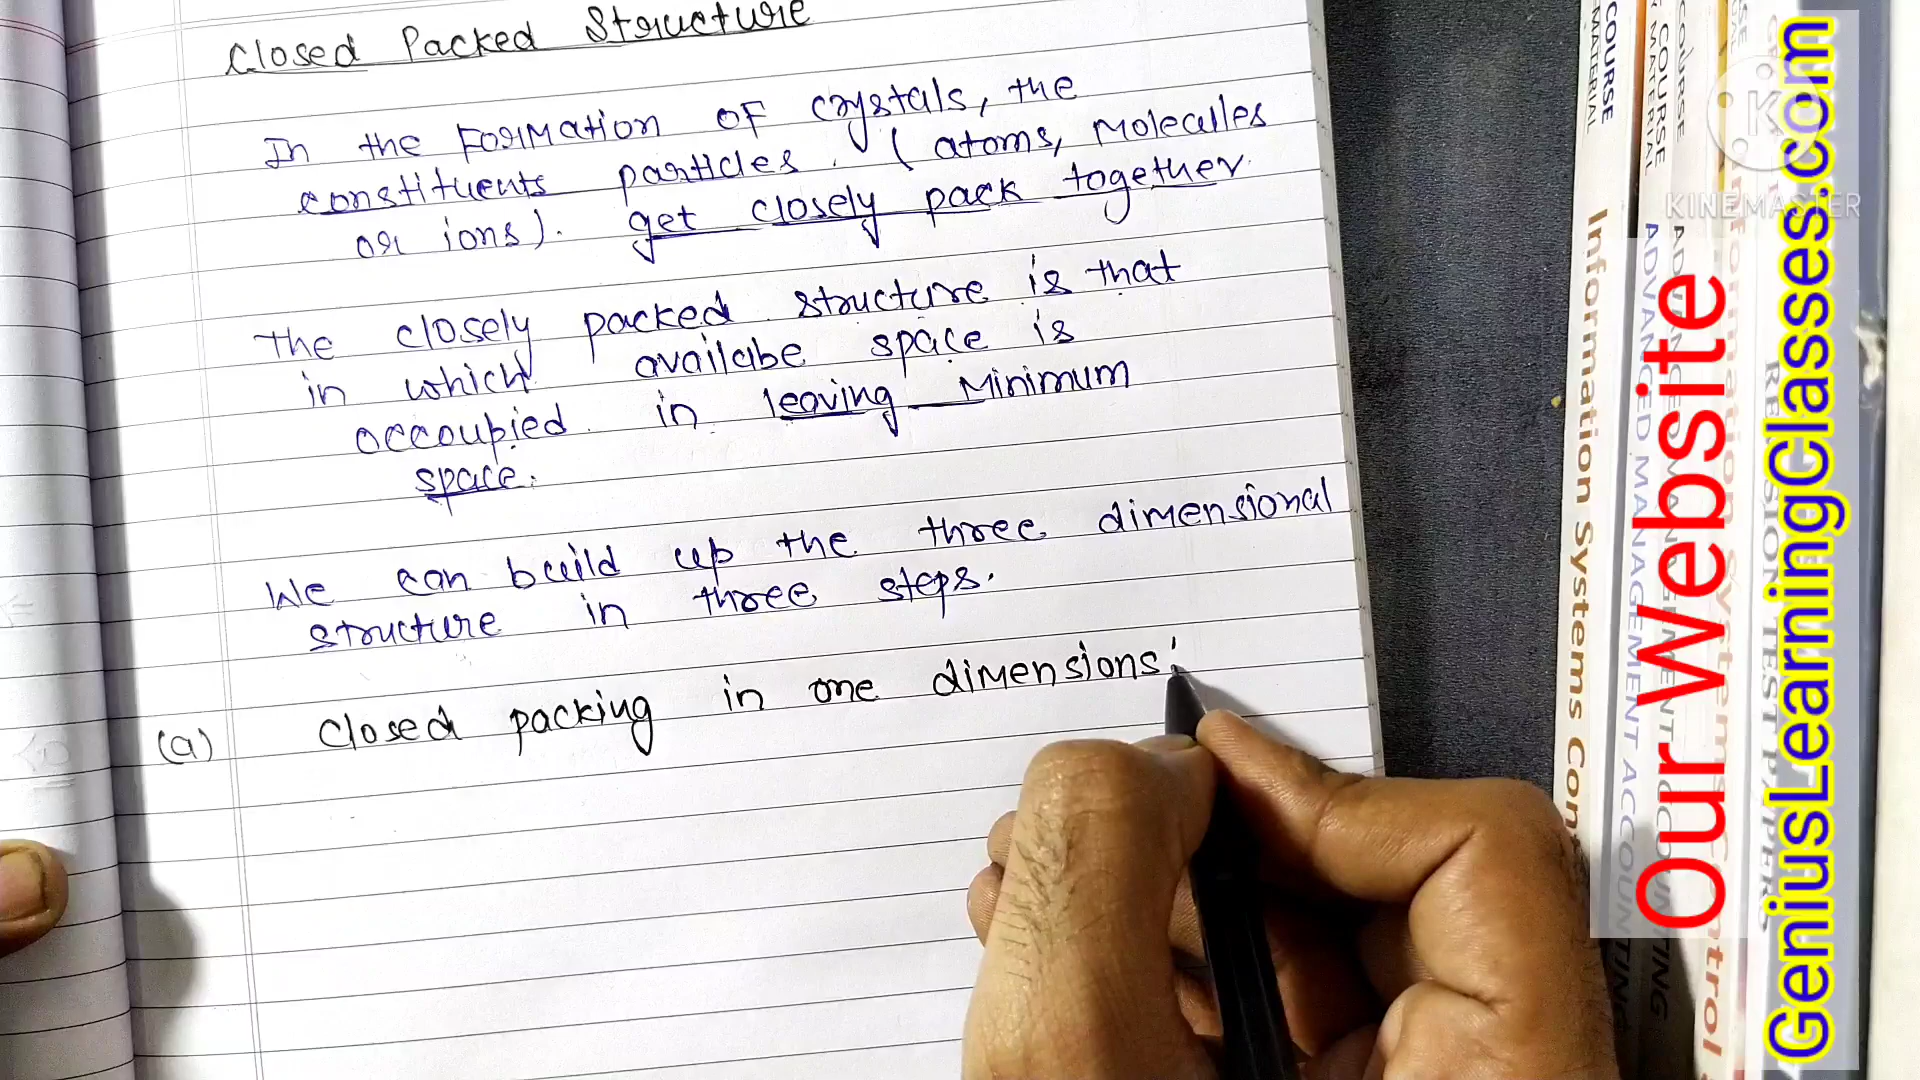 Closed Packed Structure
In the Formation OF crystals, the
constituents particles. (atoms, Molecules
or ions). get closely pack together
The closely packed structure is that
in which availabe space is
occoupied in leaving Minimum
space.
We can build up the three dimensional
structure in three steps.
(a) Closed packing in one dimensions:
Our Website
GeniusLearningClasses.com
KINEMASTER
K
COURSE
MATERIAL
COURSE
MATERIAL
COURSE
Information Systems Con